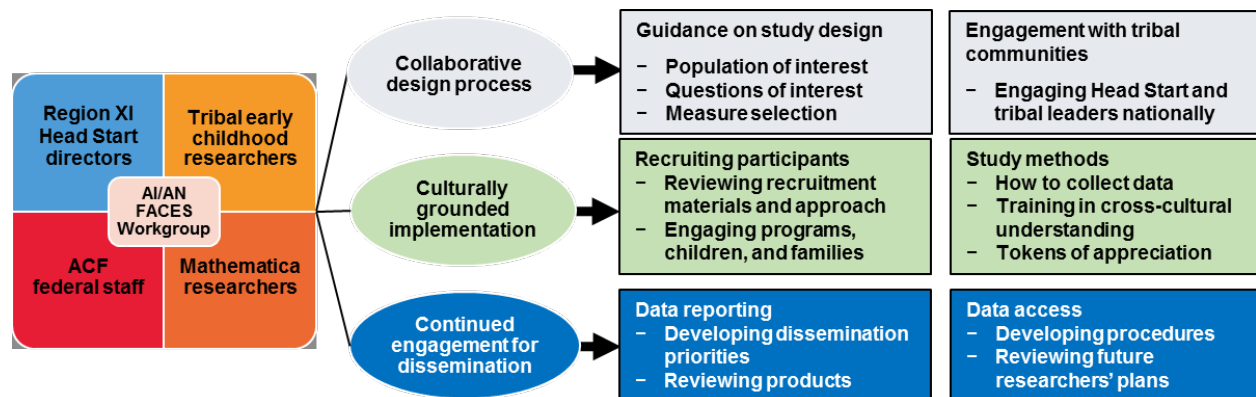 Region XI
Head Start
directors
Tribal early
childhood
researchers
AI/AN
FACES
Workgroup
ACF
federal staff
Mathematica
researchers
Collaborative
design process
Guidance on study design
− Population of interest
− Questions of interest
− Measure selection
Engagement with tribal
communities
− Engaging Head Start and
tribal leaders nationally
Culturally
grounded
implementation
Recruiting participants
− Reviewing recruitment
materials and approach
− Engaging programs,
children, and families
Study methods
− How to collect data
− Training in cross-cultural
understanding
− Tokens of appreciation
Continued
engagement for
dissemination
Data reporting
− Developing dissemination
priorities
− Reviewing products
Data access
− Developing procedures
− Reviewing future
researchers’ plans